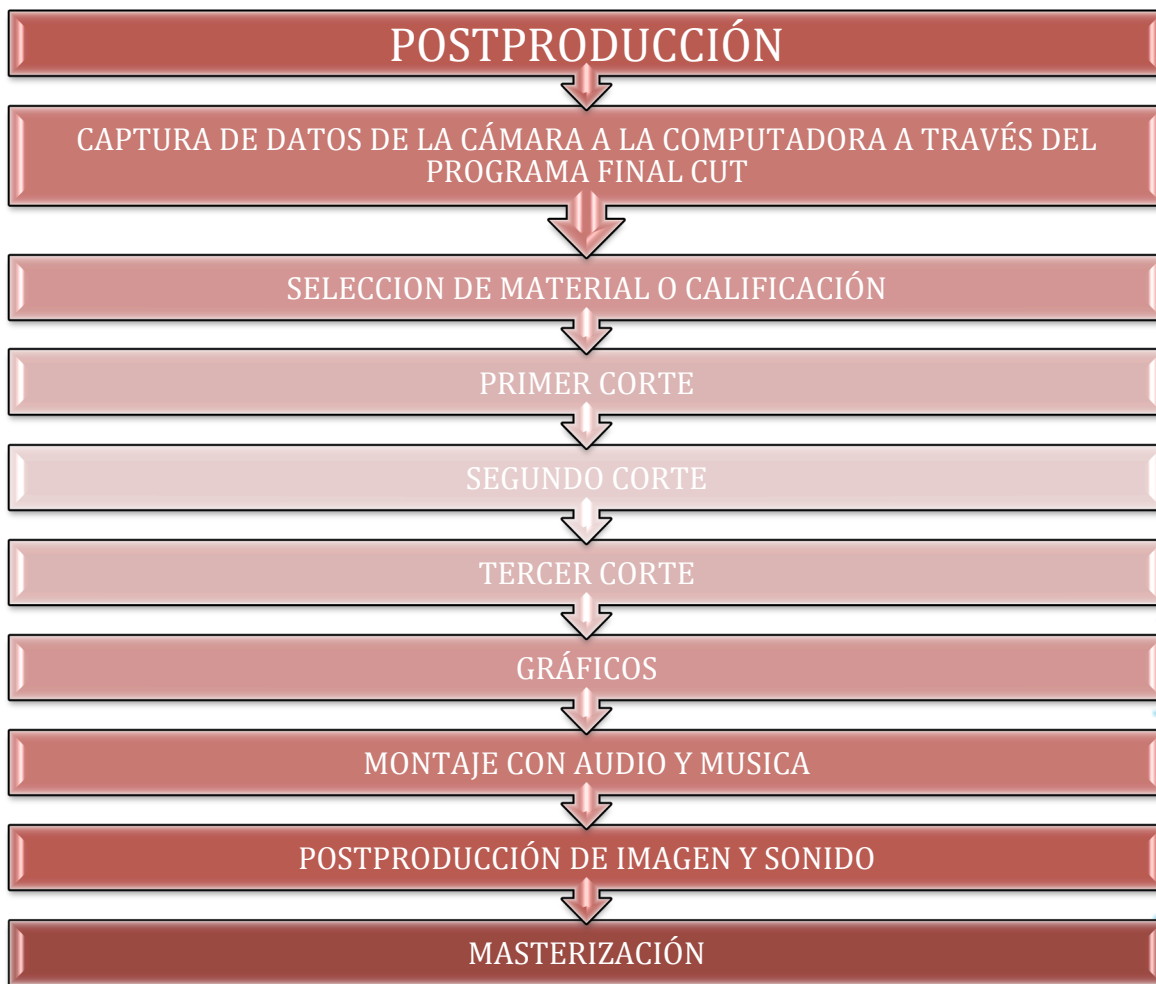 POSTPRODUCCIÓN
CAPTURA DE DATOS DE LA CÁMARA A LA COMPUTADORA A TRAVÉS DEL
PROGRAMA FINAL CUT
SELECCION DE MATERIAL O CALIFICACIÓN
PRIMER CORTE
SEGUNDO CORTE
TERCER CORTE
GRÁFICOS
MONTAJE CON AUDIO Y MUSICA
POSTPRODUCCIÓN DE IMAGEN Y SONIDO
MASTERIZACIÓN